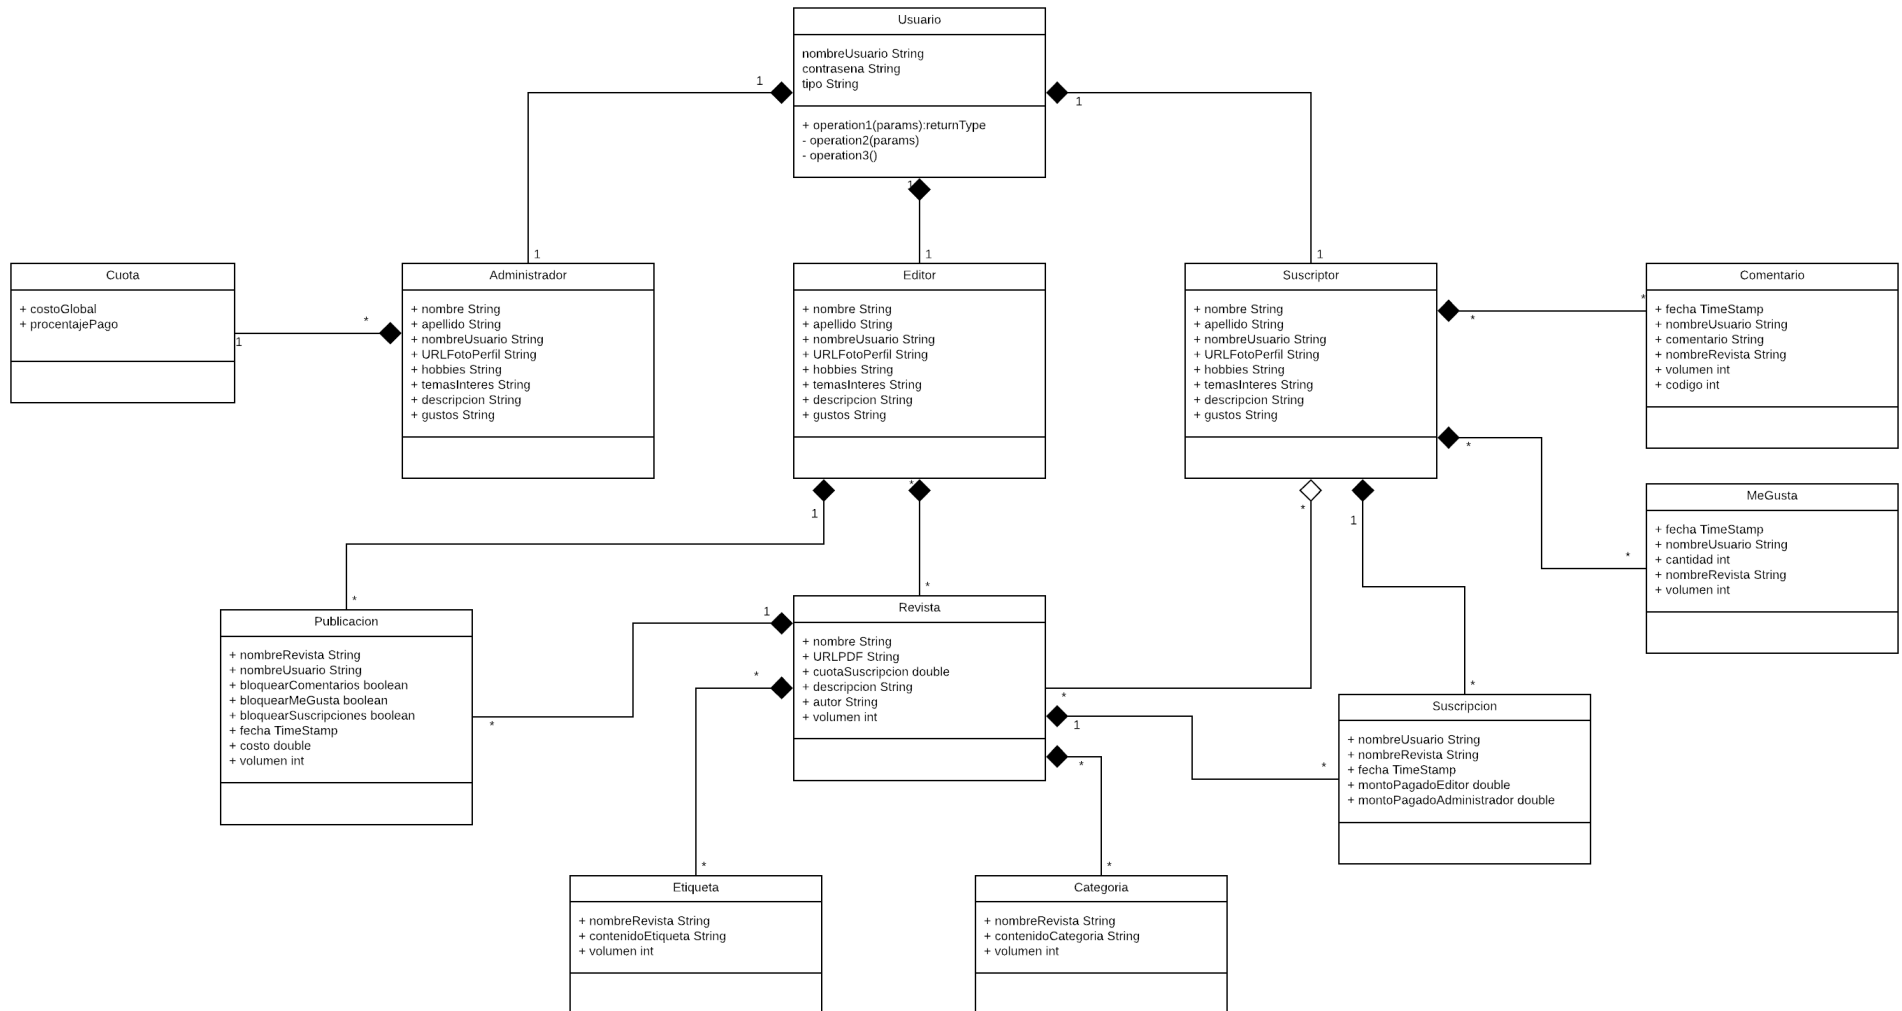 Usuario
nombreUsuario String
contrasena String
tipo String
+ operation1(params):returnType
- operation2(params)
- operation3()
1
1
1
1
1
1
Cuota
+ costoGlobal
+ procentajePago
*
1
Administrador
+ nombre String
+ apellido String
+ nombreUsuario String
+ URLFotoPerfil String
+ hobbies String
+ temasInteres String
+ descripcion String
+ gustos String
Editor
+ nombre String
+ apellido String
+ nombreUsuario String
+ URLFotoPerfil String
+ hobbies String
+ temasInteres String
+ descripcion String
+ gustos String
Suscriptor
+ nombre String
+ apellido String
+ nombreUsuario String
+ URLFotoPerfil String
+ hobbies String
+ temasInteres String
+ descripcion String
+ gustos String
*
*
*
*
Comentario
+ fecha TimeStamp
+ nombreUsuario String
+ comentario String
+ nombreRevista String
+ volumen int
+ codigo int
MeGusta
+ fecha TimeStamp
+ nombreUsuario String
+ cantidad int
+ nombreRevista String
+ volumen int
1
*
*
*
*
1
*
Publicacion
+ nombreRevista String
+ nombreUsuario String
+ bloquearComentarios boolean
+ bloquearMeGusta boolean
+ bloquearSuscripciones boolean
+ fecha TimeStamp
+ costo double
+ volumen int
1
*
*
*
Revista
+ nombre String
+ URLPDF String
+ cuotaSuscripcion double
+ descripcion String
+ autor String
+ volumen int
*
1
*
*
*
Suscripcion
+ nombreUsuario String
+ nombreRevista String
+ fecha TimeStamp
+ montoPagadoEditor double
+ montoPagadoAdministrador double
Etiqueta
+ nombreRevista String
+ contenidoEtiqueta String
+ volumen int
Categoria
+ nombreRevista String
+ contenidoCategoria String
+ volumen int